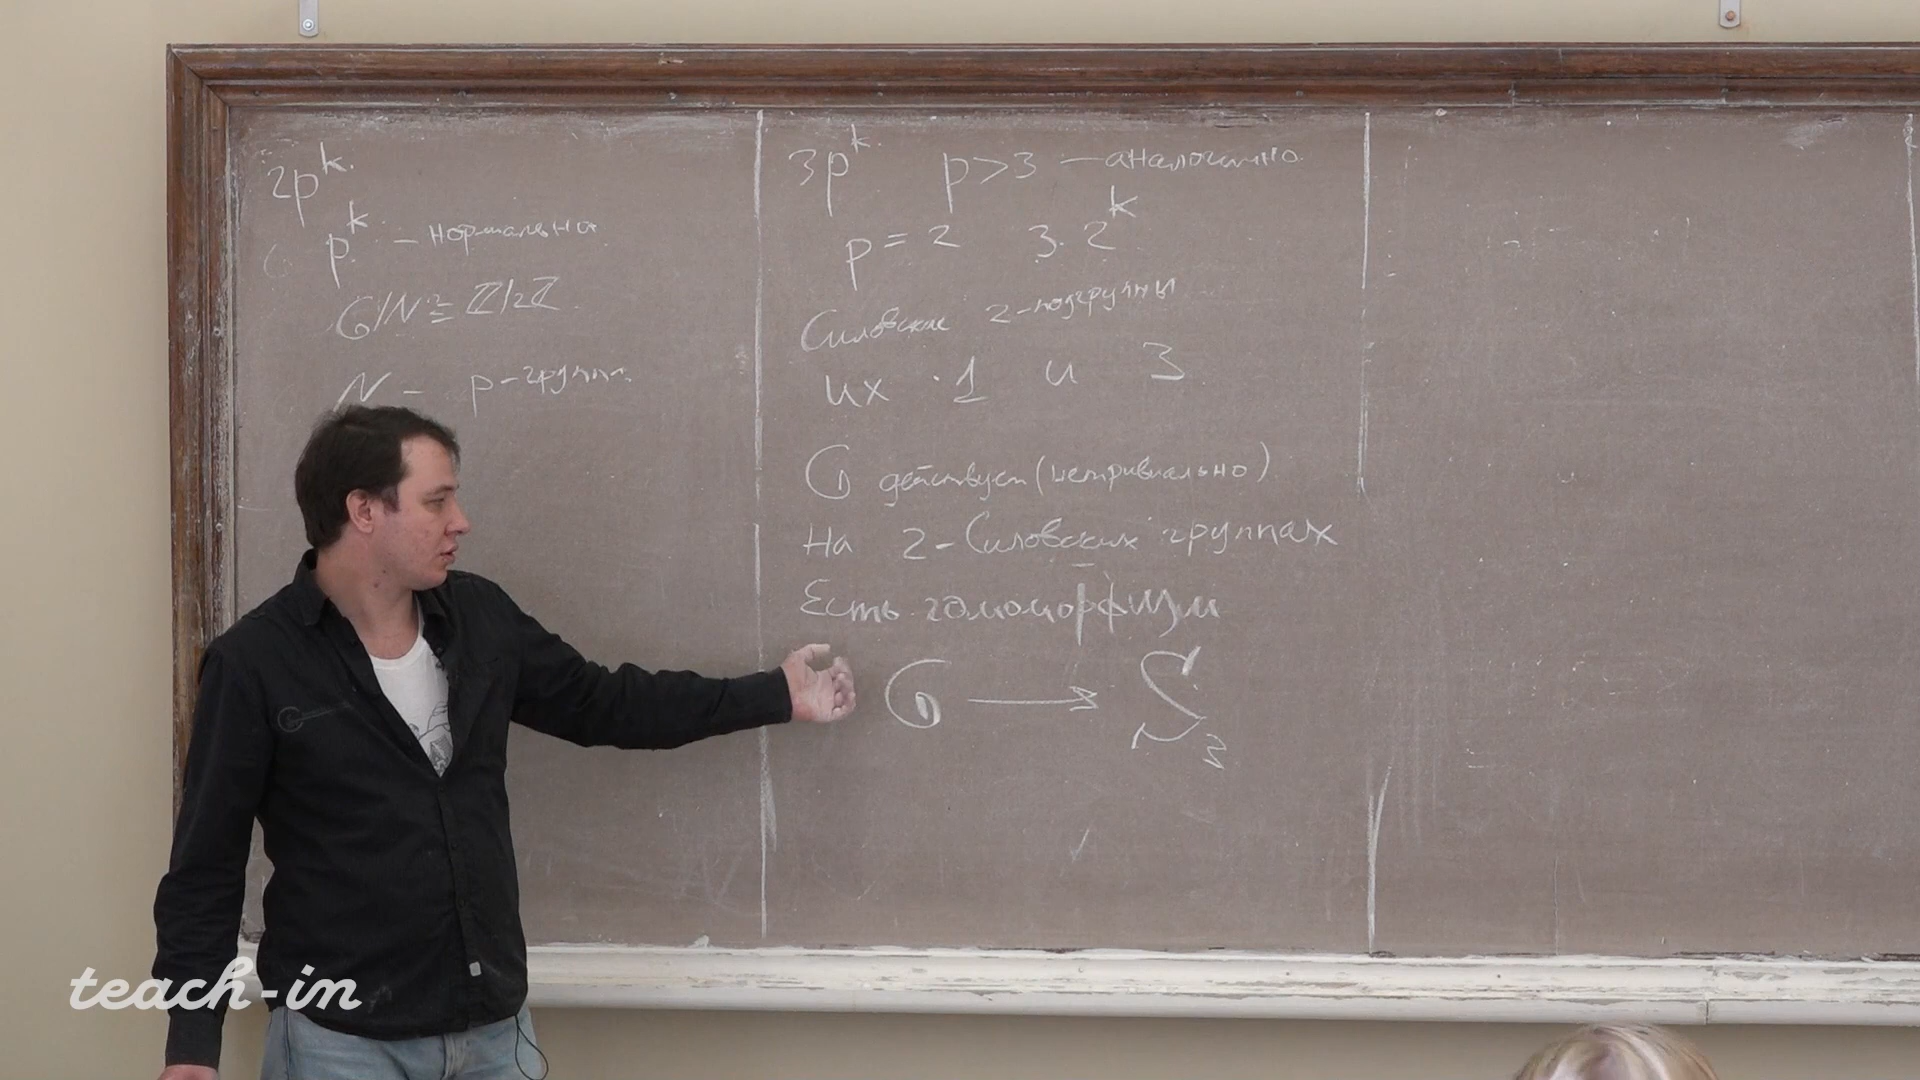 2p^k.
p^k - нормальна
G/N ≅ ℤ/2ℤ
N - p-группа.
3p^k. p>3 - аналогично.
p=2 3·2^k
Силовские 2-подгруппы
их 1 и 3
G действует (нетривиально)
На 2-Силовских группах
Есть гомоморфизм
G → S₃
teach-in